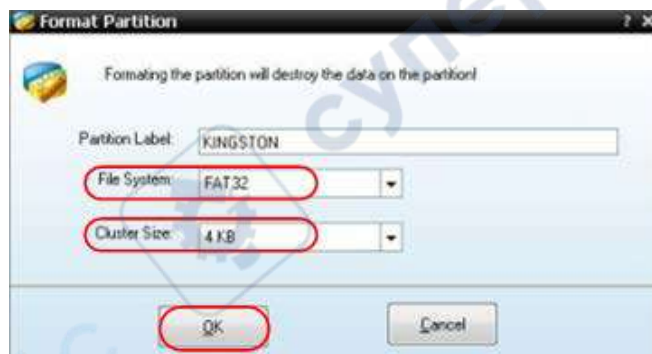 Format Partition
? X
Formating the partition will destroy the data on the partition!
Partition Label: KINGSTON
File System: FAT32
Cluster Size: 4 KB
OK Cancel